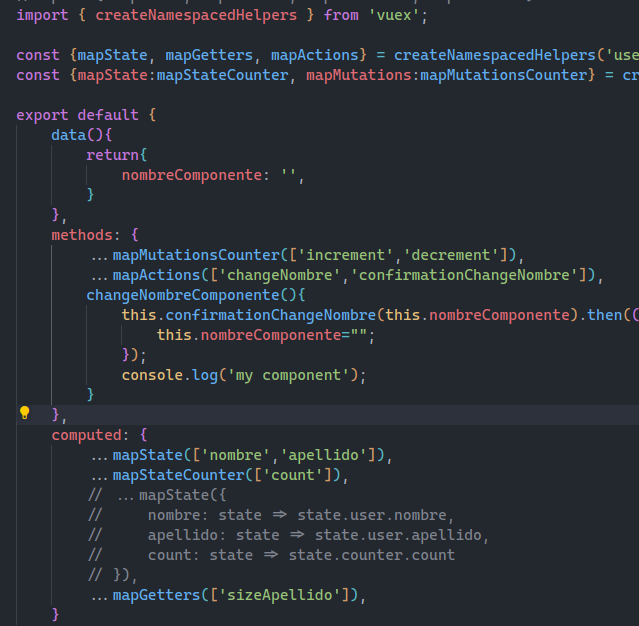 import { createNamespacedHelpers } from 'vuex';
const {mapState, mapGetters, mapActions} = createNamespacedHelpers('use
const {mapState:mapStateCounter, mapMutations:mapMutationsCounter} = cr
export default {
    data(){
        return{
            nombreComponente: '',
        }
    },
    methods: {
        ...mapMutationsCounter(['increment','decrement']),
        ...mapActions(['changeNombre','confirmationChangeNombre']),
        changeNombreComponente(){
            this.confirmationChangeNombre(this.nombreComponente).then((
                this.nombreComponente="";
            });
            console.log('my component');
        }
    },
    computed: {
        ...mapState(['nombre','apellido']),
        ...mapStateCounter(['count']),
        // ...mapState({
        //     nombre: state => state.user.nombre,
        //     apellido: state => state.user.apellido,
        //     count: state => state.counter.count
        // }),
        ...mapGetters(['sizeApellido']),
    }